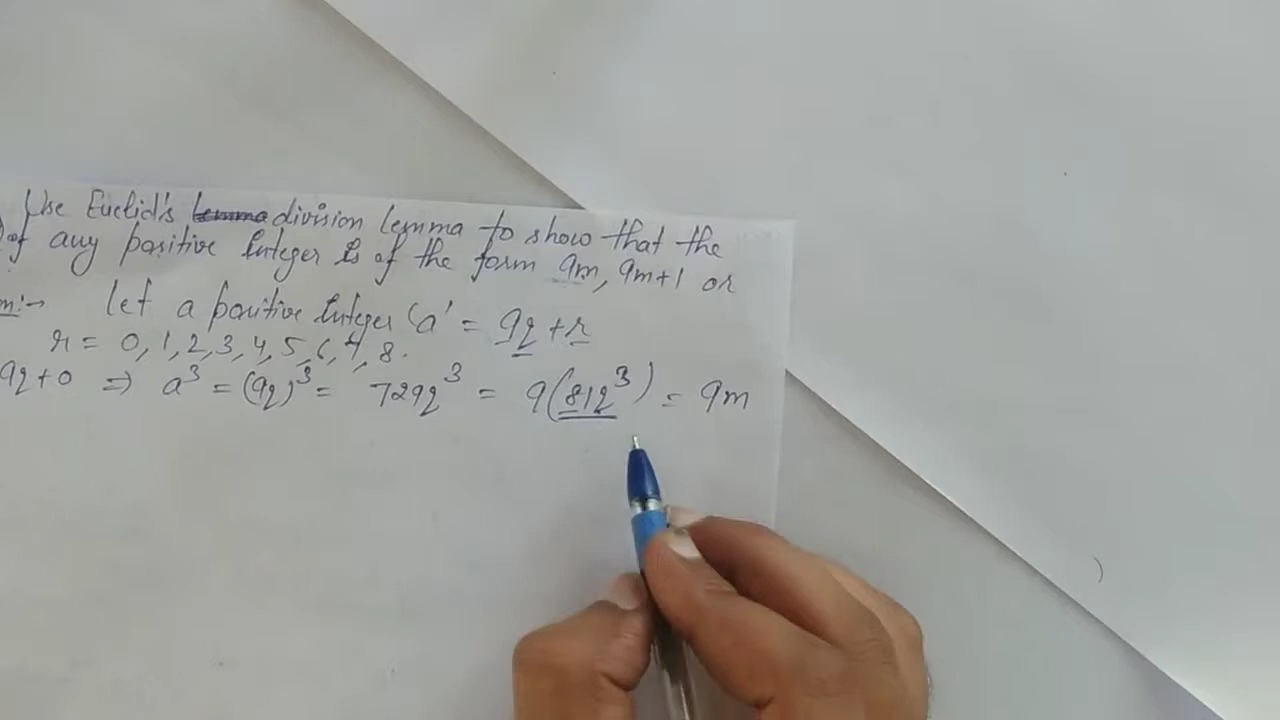 Use Euclid's division lemma to show that the
of any positive integer is of the form 9m, 9m+1 or
let a positive integer 'a' = 9q + r
r = 0, 1, 2, 3, 4, 5, 6, 7, 8.
9q+0 ⇒ a³ = (9q)³ = 729q³ = 9(81q³) = 9m